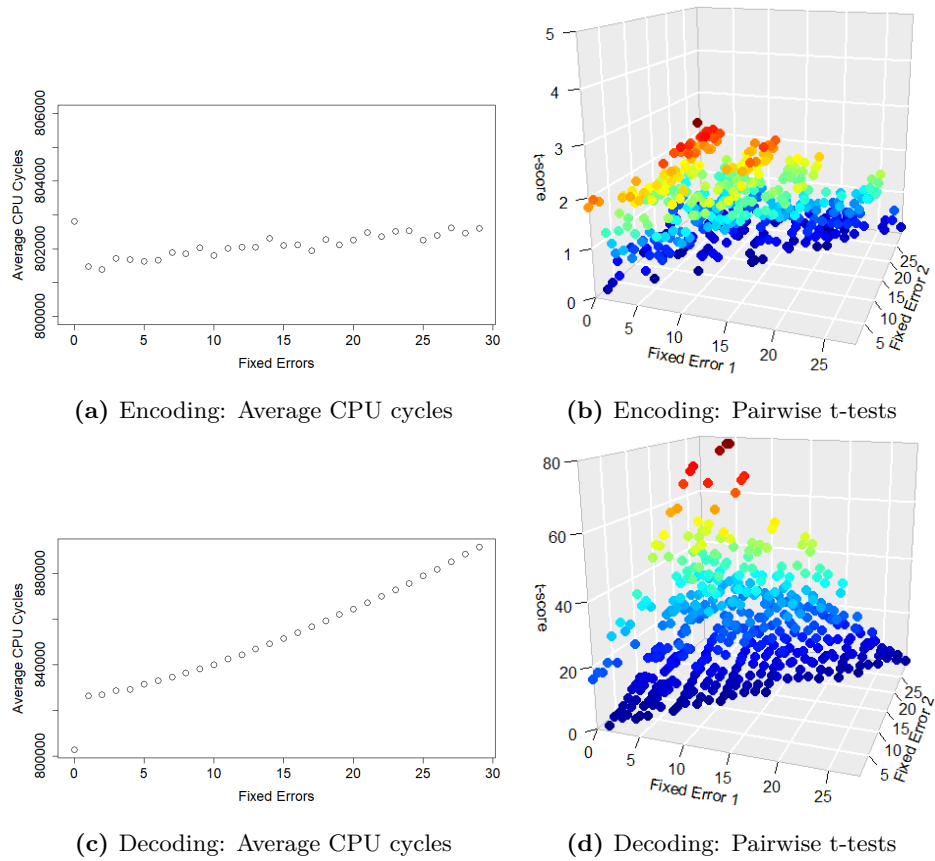 Average CPU Cycles
800000 802000 804000 806000
0 5 10 15 20 25 30
Fixed Errors
(a) Encoding: Average CPU cycles
t-score
0 1 2 3 4 5
0 5 10 15 20 25
Fixed Error 1
5 10 15 20 25
Fixed Error 2
(b) Encoding: Pairwise t-tests
Average CPU Cycles
800000 840000 880000
0 5 10 15 20 25 30
Fixed Errors
(c) Decoding: Average CPU cycles
t-score
0 20 40 60 80
0 5 10 15 20 25
Fixed Error 1
5 10 15 20 25
Fixed Error 2
(d) Decoding: Pairwise t-tests